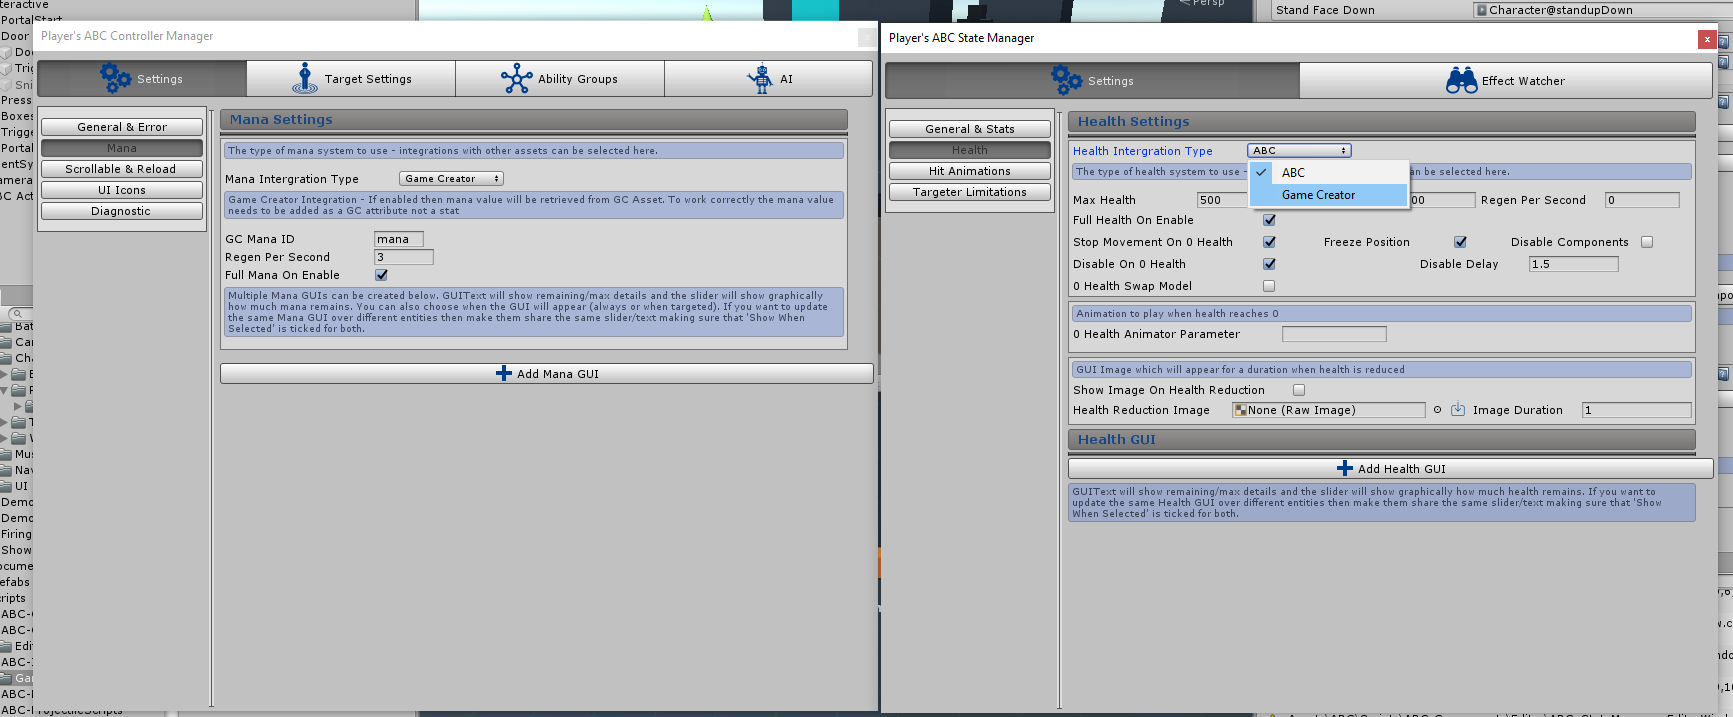 teractive
PortalStart
Door
Doo
Trig
Sni
Press
Boxes
Trigge
Portal
entSy
amera
BC Act
Persp
Stand Face Down
Character@standupDown
Player's ABC Controller Manager
Settings
Target Settings
Ability Groups
AI
General & Error
Mana
Scrollable & Reload
UI Icons
Diagnostic
Mana Settings
The type of mana system to use - integrations with other assets can be selected here.
Mana Intergration Type
Game Creator
Game Creator Integration - If enabled then mana value will be retrieved from GC Asset. To work correctly the mana value
needs to be added as a GC attribute not a stat
GC Mana ID
mana
Regen Per Second
3
Full Mana On Enable
Multiple Mana GUIs can be created below. GUIText will show remaining/max details and the slider will show graphically
how much mana remains. You can also choose when the GUI will appear (always or when targeted). If you want to update
the same Mana GUI over different entities then make them share the same slider/text making sure that 'Show When
Selected' is ticked for both.
Add Mana GUI
Player's ABC State Manager
x
Settings
Effect Watcher
General & Stats
Health
Hit Animations
Targeter Limitations
Health Settings
Health Intergration Type
ABC
ABC
Game Creator
The type of health system to use -
can be selected here.
Max Health
500
00
Regen Per Second
0
Full Health On Enable
Stop Movement On 0 Health
Freeze Position
Disable Components
Disable On 0 Health
Disable Delay
1.5
0 Health Swap Model
Animation to play when health reaches 0
0 Health Animator Parameter
GUI Image which will appear for a duration when health is reduced
Show Image On Health Reduction
Health Reduction Image
None (Raw Image)
Image Duration
1
Health GUI
Add Health GUI
GUIText will show remaining/max details and the slider will show graphically how much health remains. If you want to
update the same Health GUI over different entities then make them share the same slider/text making sure that 'Show
When Selected' is ticked for both.
Bat
Car
Cha
Mus
Nav
UI
Demo
Demo
Firing
Show
ocume
efabs
ripts
ABC-
ABC-
Edi
ABC-
Gar
ABC-
ABC-ProjectileScripts